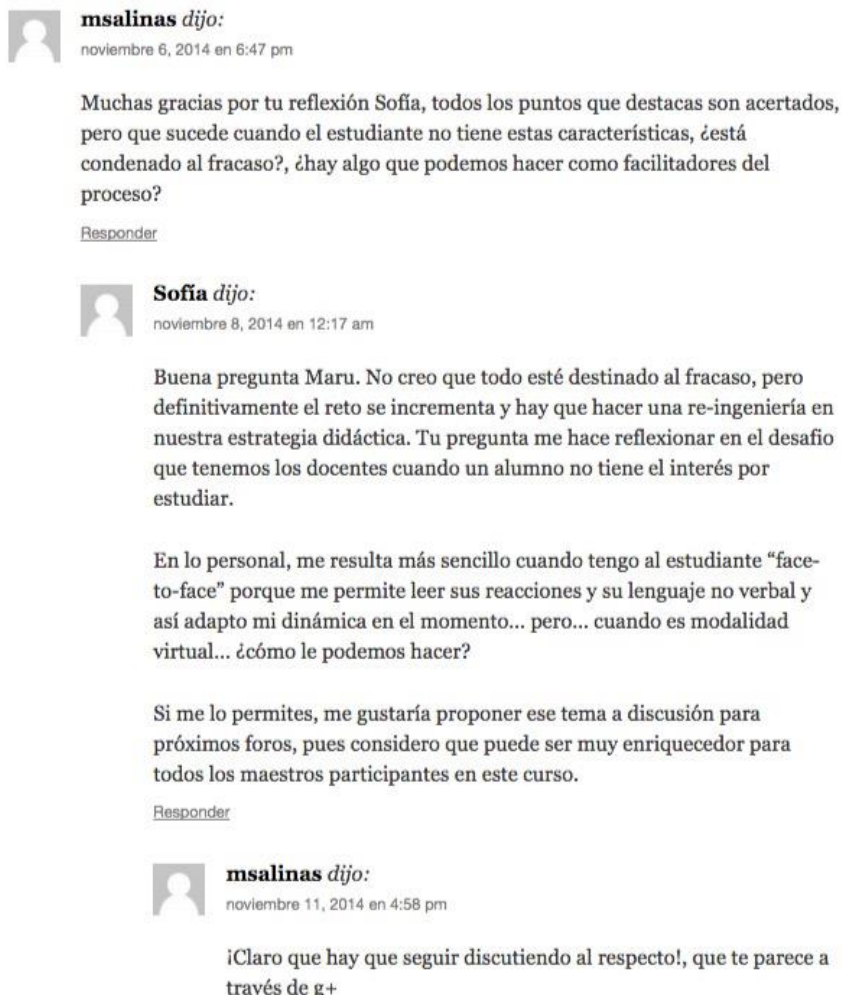 msalinas dijo:
noviembre 6, 2014 en 6:47 pm
Muchas gracias por tu reflexión Sofía, todos los puntos que destacas son acertados,
pero que sucede cuando el estudiante no tiene estas características, ¿está
condenado al fracaso?, ¿hay algo que podemos hacer como facilitadores del
proceso?
Responder
Sofía dijo:
noviembre 8, 2014 en 12:17 am
Buena pregunta Maru. No creo que todo esté destinado al fracaso, pero
definitivamente el reto se incrementa y hay que hacer una re-ingeniería en
nuestra estrategia didáctica. Tu pregunta me hace reflexionar en el desafio
que tenemos los docentes cuando un alumno no tiene el interés por
estudiar.
En lo personal, me resulta más sencillo cuando tengo al estudiante “face-
to-face” porque me permite leer sus reacciones y su lenguaje no verbal y
así adapto mi dinámica en el momento... pero... cuando es modalidad
virtual... ¿cómo le podemos hacer?
Si me lo permites, me gustaría proponer ese tema a discusión para
próximos foros, pues considero que puede ser muy enriquecedor para
todos los maestros participantes en este curso.
Responder
msalinas dijo:
noviembre 11, 2014 en 4:58 pm
¡Claro que hay que seguir discutiendo al respecto!, que te parece a
través de g+